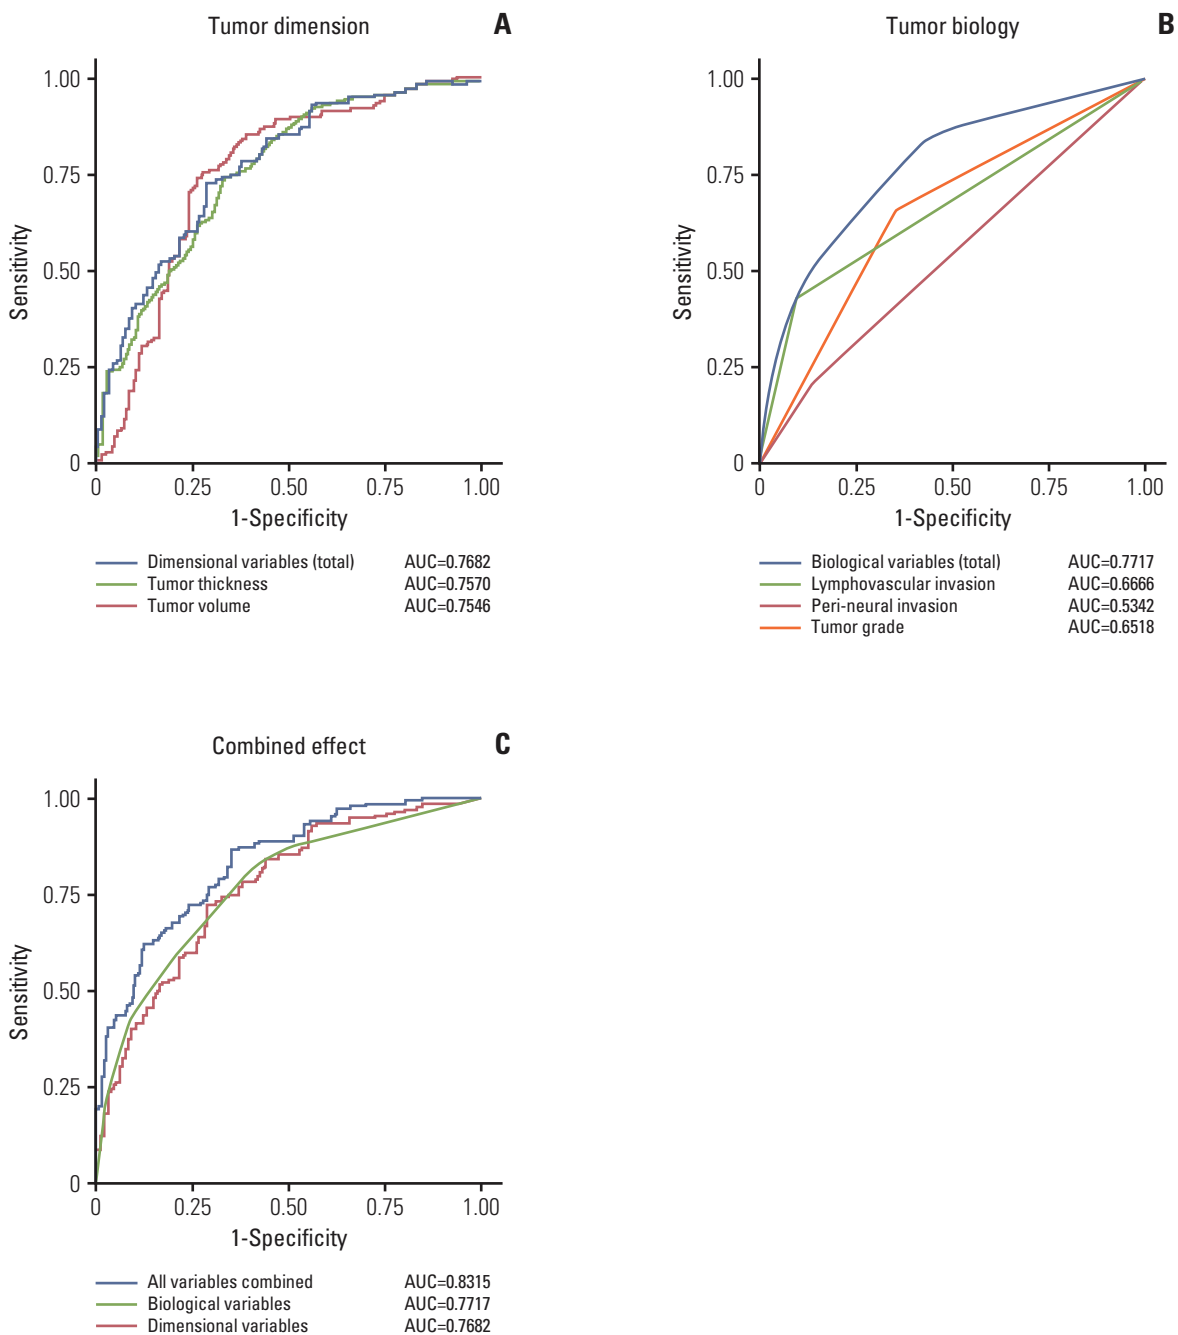 Tumor dimension
A
1.00
0.75
0.50
0.25
0
Sensitivity
0 0.25 0.50 0.75 1.00
1-Specificity
Dimensional variables (total) AUC=0.7682
Tumor thickness AUC=0.7570
Tumor volume AUC=0.7546
Tumor biology
B
1.00
0.75
0.50
0.25
0
Sensitivity
0 0.25 0.50 0.75 1.00
1-Specificity
Biological variables (total) AUC=0.7717
Lymphovascular invasion AUC=0.6666
Peri-neural invasion AUC=0.5342
Tumor grade AUC=0.6518
Combined effect
C
1.00
0.75
0.50
0.25
0
Sensitivity
0 0.25 0.50 0.75 1.00
1-Specificity
All variables combined AUC=0.8315
Biological variables AUC=0.7717
Dimensional variables AUC=0.7682